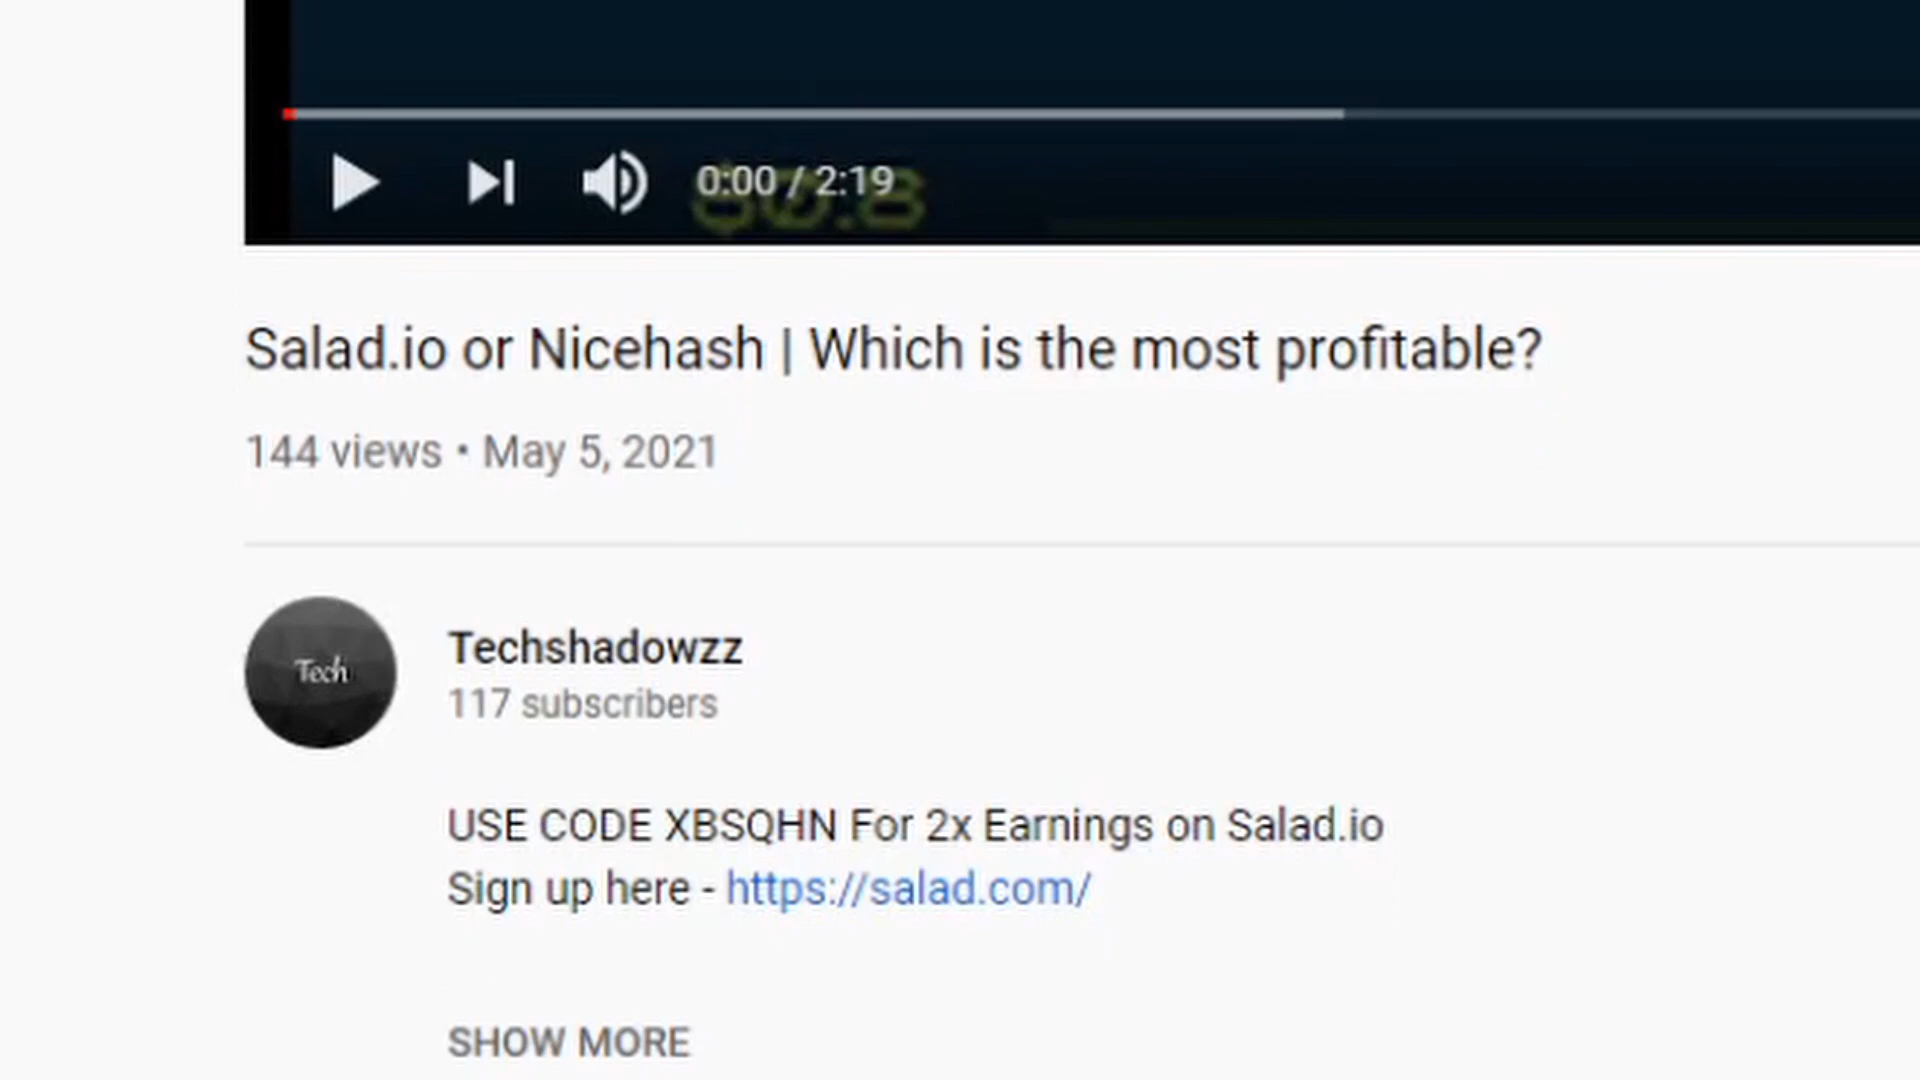 0:00 / 2:19
$0.8
Salad.io or Nicehash | Which is the most profitable?
144 views • May 5, 2021
Tech
Techshadowzz
117 subscribers
USE CODE XBSQHN For 2x Earnings on Salad.io
Sign up here - https://salad.com/
SHOW MORE